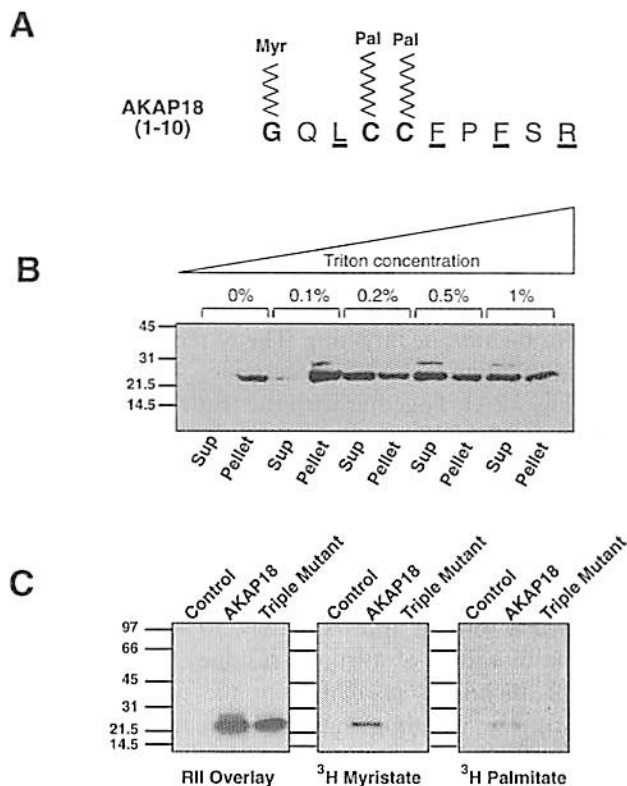 A
Myr Pal Pal
AKAP18
(1-10)
G Q L C C F P F S R
B
Triton concentration
0% 0.1% 0.2% 0.5% 1%
45
31
21.5
14.5
Sup Pellet Sup Pellet Sup Pellet Sup Pellet Sup Pellet
C
Control AKAP18 Triple Mutant Control AKAP18 Triple Mutant Control AKAP18 Triple Mutant
97
66
45
31
21.5
14.5
RII Overlay ³H Myristate ³H Palmitate